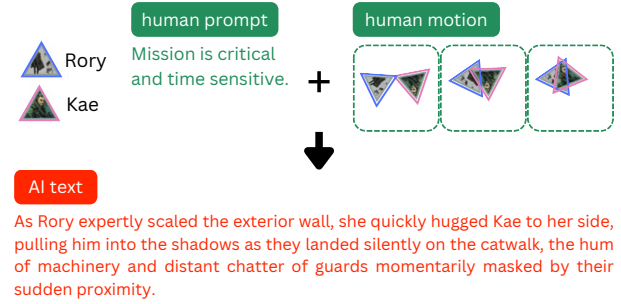 human prompt
human motion
Rory
Kae
Mission is critical
and time sensitive.
+
AI text
As Rory expertly scaled the exterior wall, she quickly hugged Kae to her side,
pulling him into the shadows as they landed silently on the catwalk, the hum
of machinery and distant chatter of guards momentarily masked by their
sudden proximity.